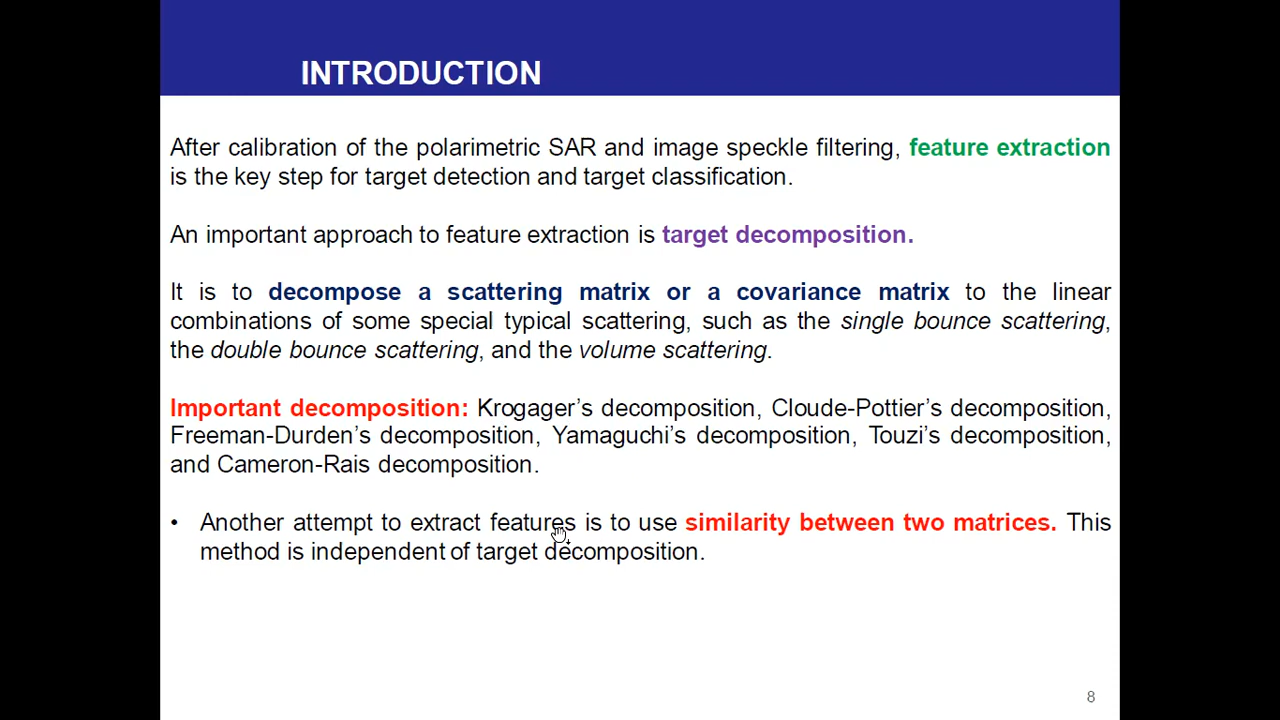 INTRODUCTION
After calibration of the polarimetric SAR and image speckle filtering, feature extraction
is the key step for target detection and target classification.
An important approach to feature extraction is target decomposition.
It is to decompose a scattering matrix or a covariance matrix to the linear
combinations of some special typical scattering, such as the single bounce scattering,
the double bounce scattering, and the volume scattering.
Important decomposition: Krogager’s decomposition, Cloude-Pottier’s decomposition,
Freeman-Durden’s decomposition, Yamaguchi’s decomposition, Touzi’s decomposition,
and Cameron-Rais decomposition.
• Another attempt to extract features is to use similarity between two matrices. This
method is independent of target decomposition.
8